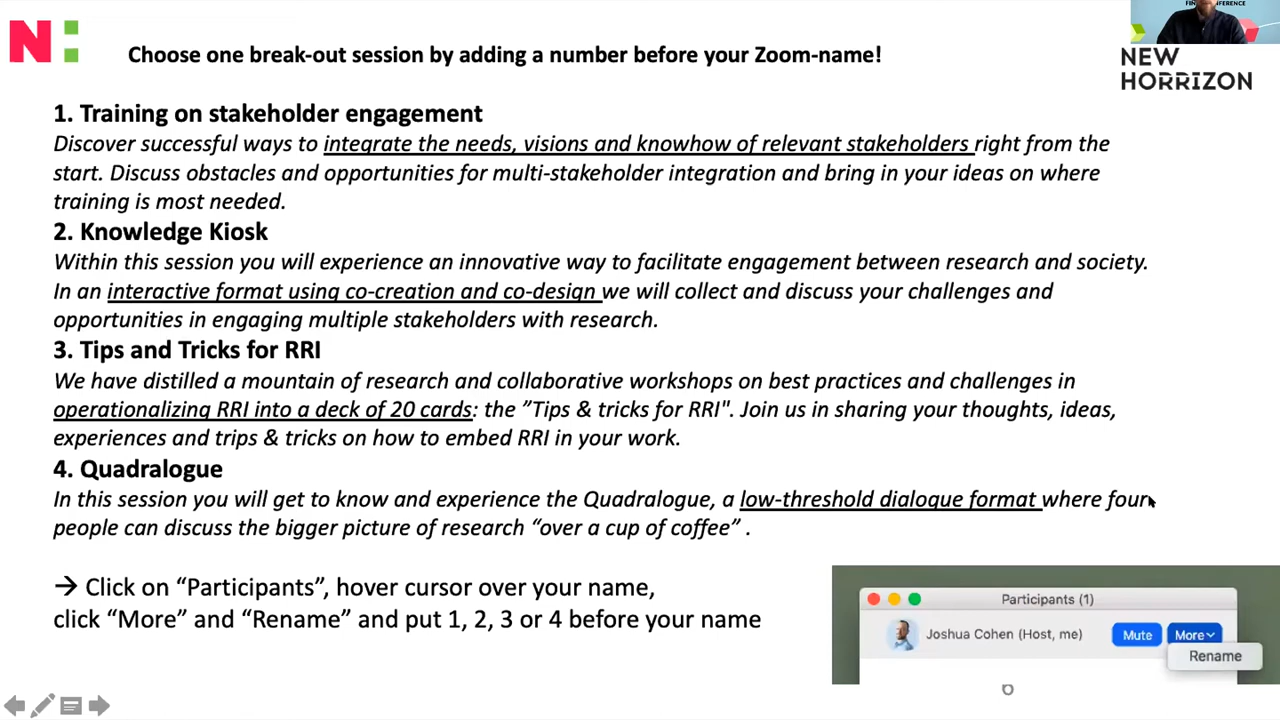 N:
Choose one break-out session by adding a number before your Zoom-name!
NEW
HORRIZON
1. Training on stakeholder engagement
Discover successful ways to integrate the needs, visions and knowhow of relevant stakeholders right from the
start. Discuss obstacles and opportunities for multi-stakeholder integration and bring in your ideas on where
training is most needed.
2. Knowledge Kiosk
Within this session you will experience an innovative way to facilitate engagement between research and society.
In an interactive format using co-creation and co-design we will collect and discuss your challenges and
opportunities in engaging multiple stakeholders with research.
3. Tips and Tricks for RRI
We have distilled a mountain of research and collaborative workshops on best practices and challenges in
operationalizing RRI into a deck of 20 cards: the ”Tips & tricks for RRI". Join us in sharing your thoughts, ideas,
experiences and trips & tricks on how to embed RRI in your work.
4. Quadralogue
In this session you will get to know and experience the Quadralogue, a low-threshold dialogue format where four
people can discuss the bigger picture of research “over a cup of coffee” .
→ Click on “Participants”, hover cursor over your name,
click “More” and “Rename” and put 1, 2, 3 or 4 before your name
Participants (1)
Joshua Cohen (Host, me) Mute More
Rename